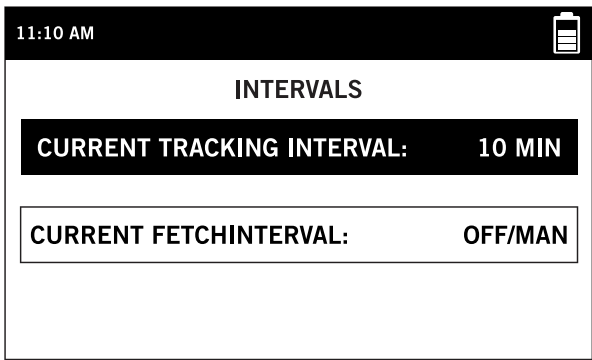 11:10 AM
INTERVALS
CURRENT TRACKING INTERVAL: 10 MIN
CURRENT FETCHINTERVAL: OFF/MAN